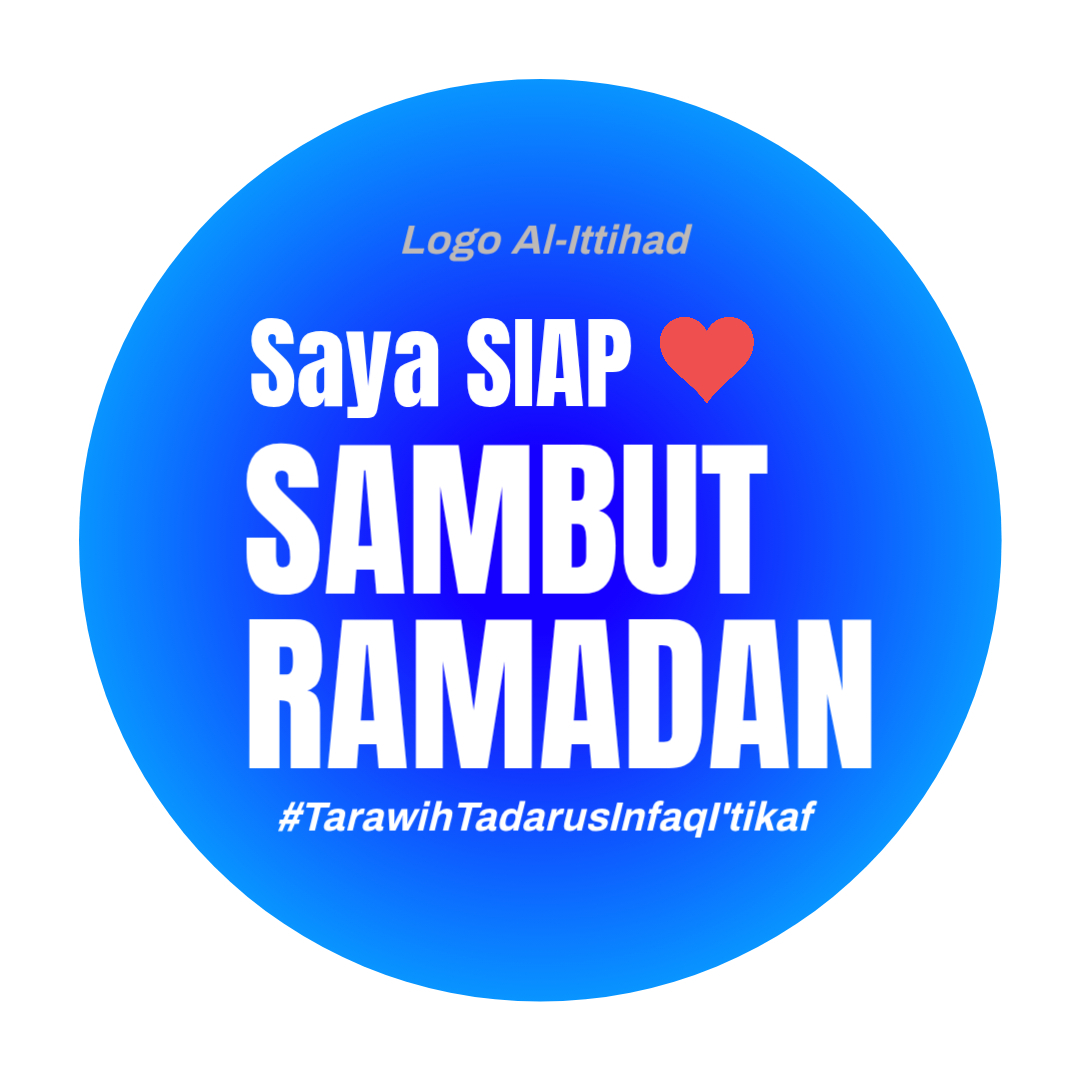 Logo Al-Ittihad
Saya SIAP
SAMBUT
RAMADAN
#TarawihTadarusInfaqI'tikaf